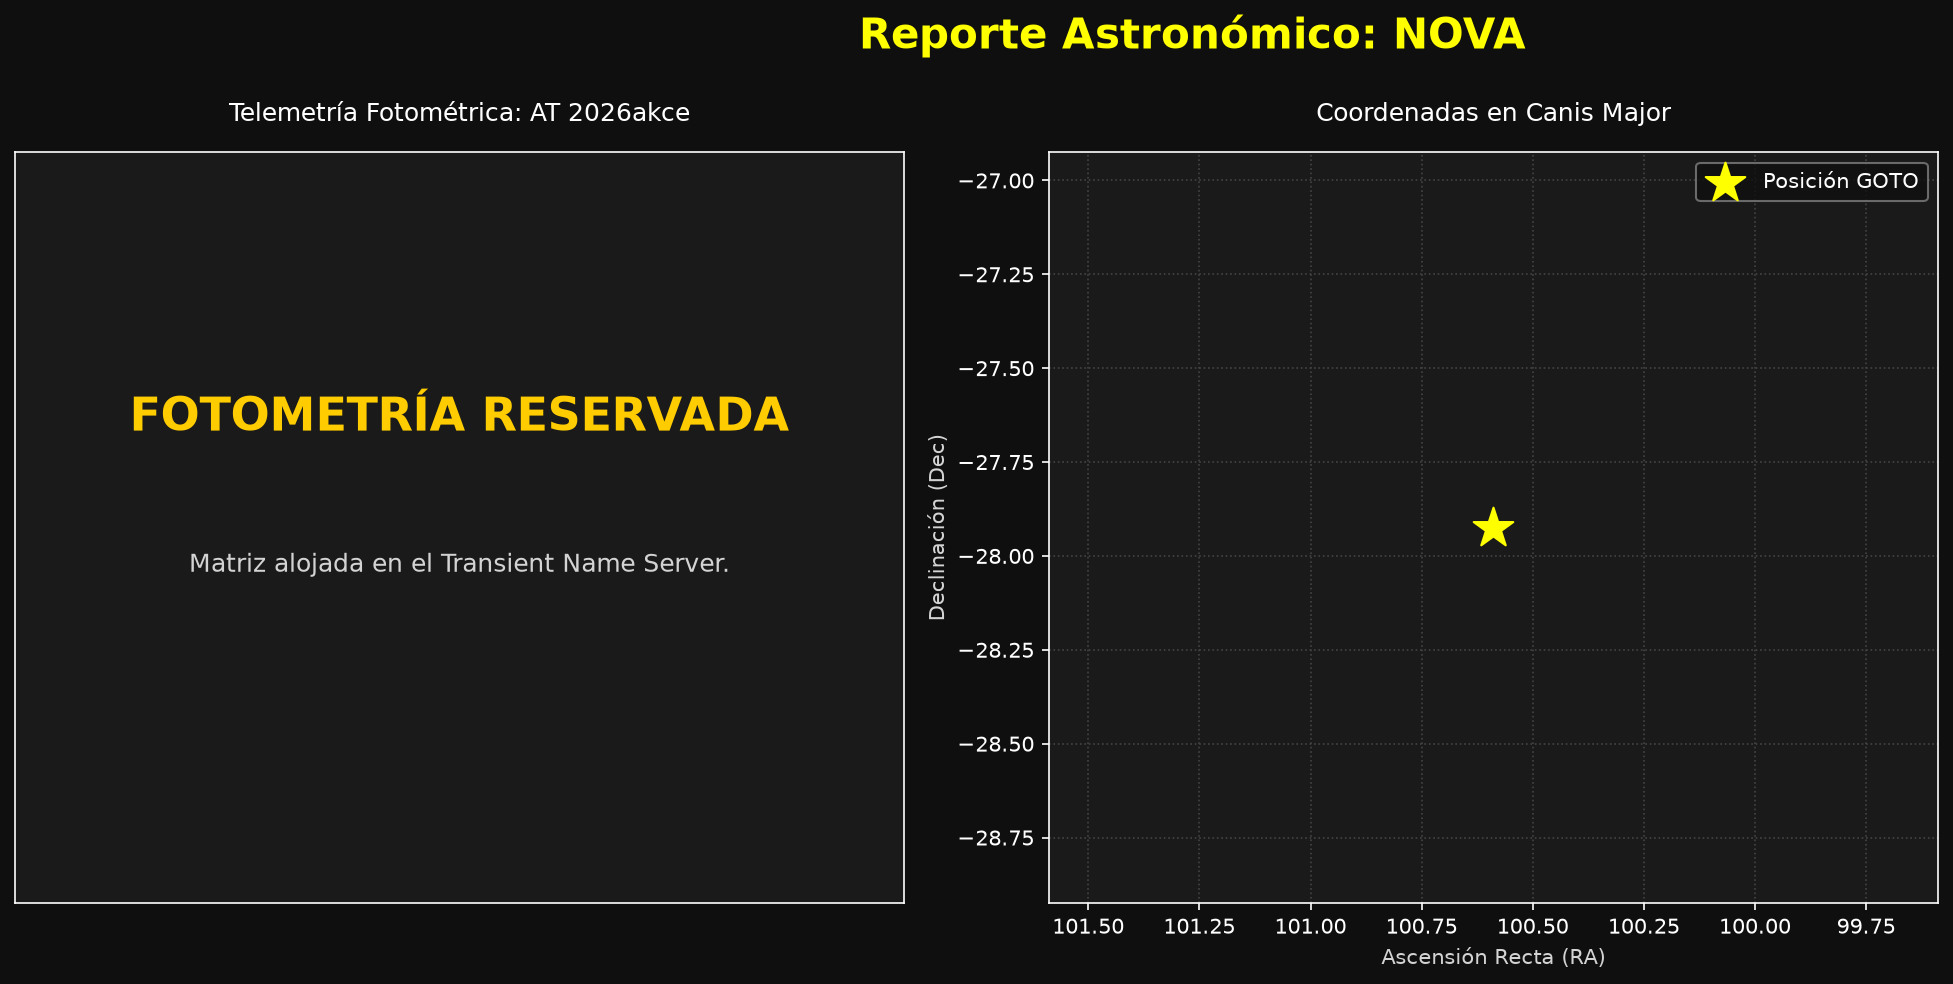 Reporte Astronómico: NOVA
Telemetría Fotométrica: AT 2026akce
FOTOMETRÍA RESERVADA
Matriz alojada en el Transient Name Server.
Coordenadas en Canis Major
Posición GOTO
−27.00
−27.25
−27.50
−27.75
−28.00
−28.25
−28.50
−28.75
Declinación (Dec)
101.50 101.25 101.00 100.75 100.50 100.25 100.00 99.75
Ascensión Recta (RA)